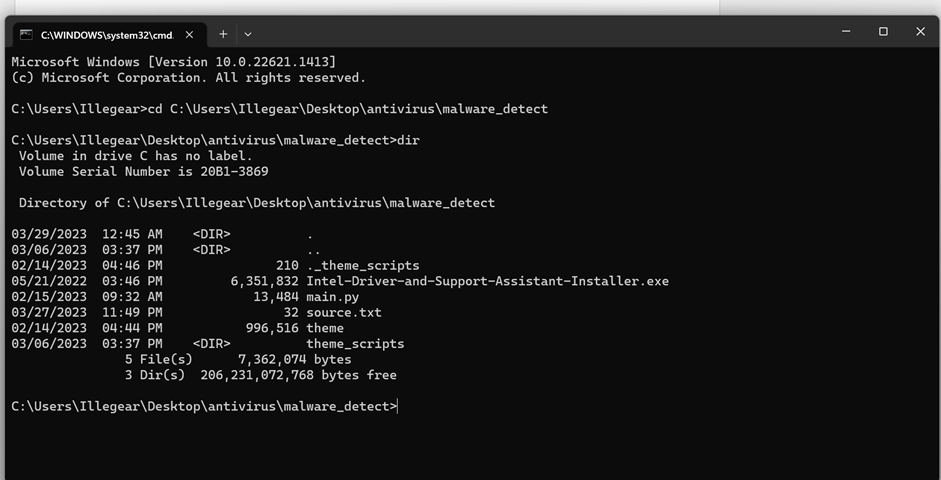 C:\WINDOWS\system32\cmd.
Microsoft Windows [Version 10.0.22621.1413]
(c) Microsoft Corporation. All rights reserved.
C:\Users\Illegear>cd C:\Users\Illegear\Desktop\antivirus\malware_detect
C:\Users\Illegear\Desktop\antivirus\malware_detect>dir
Volume in drive C has no label.
Volume Serial Number is 20B1-3869
Directory of C:\Users\Illegear\Desktop\antivirus\malware_detect
03/29/2023  12:45 AM    <DIR>          .
03/06/2023  03:37 PM    <DIR>          ..
02/14/2023  04:46 PM               210 ._theme_scripts
05/21/2022  03:46 PM         6,351,832 Intel-Driver-and-Support-Assistant-Installer.exe
02/15/2023  09:32 AM            13,484 main.py
03/27/2023  11:49 PM                32 source.txt
02/14/2023  04:44 PM           996,516 theme
03/06/2023  03:37 PM    <DIR>          theme_scripts
5 File(s)      7,362,074 bytes
3 Dir(s)  206,231,072,768 bytes free
C:\Users\Illegear\Desktop\antivirus\malware_detect>